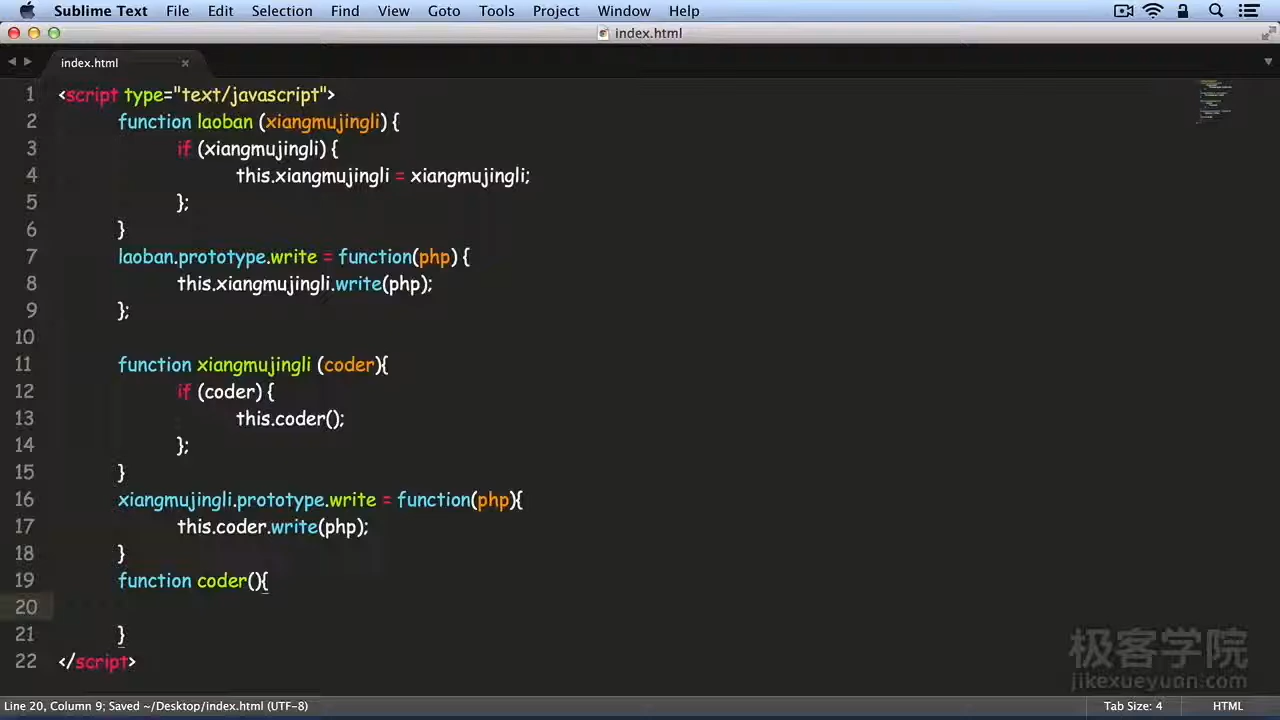 Sublime Text File Edit Selection Find View Goto Tools Project Window Help
index.html
index.html ×
1 <script type="text/javascript">
2 function laoban (xiangmujingli) {
3 if (xiangmujingli) {
4 this.xiangmujingli = xiangmujingli;
5 };
6 }
7 laoban.prototype.write = function(php) {
8 this.xiangmujingli.write(php);
9 };
10
11 function xiangmujingli (coder){
12 if (coder) {
13 this.coder();
14 };
15 }
16 xiangmujingli.prototype.write = function(php){
17 this.coder.write(php);
18 }
19 function coder(){
20
21 }
22 </script>
极客学院
jikexueyuan.com
Line 20, Column 9; Saved ~/Desktop/index.html (UTF-8) Tab Size: 4 HTML